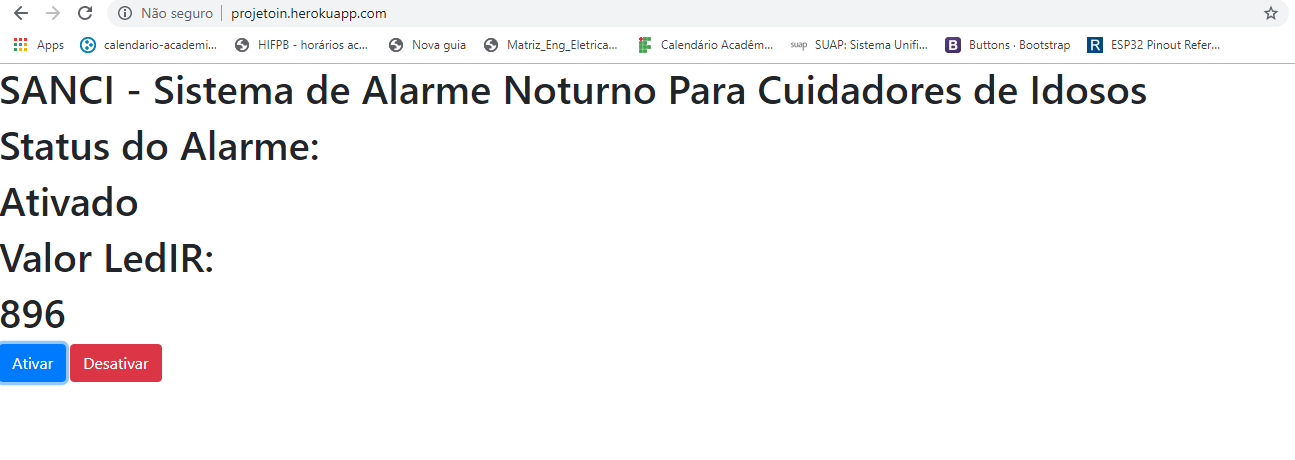 Não seguro | projetoin.herokuapp.com
Apps calendario-academi... HIFPB - horários ac... Nova guia Matriz_Eng_Eletrica... Calendário Acadêm... suap SUAP: Sistema Unifi... B Buttons · Bootstrap R ESP32 Pinout Refer...
SANCI - Sistema de Alarme Noturno Para Cuidadores de Idosos
Status do Alarme:
Ativado
Valor LedIR:
896
Ativar Desativar